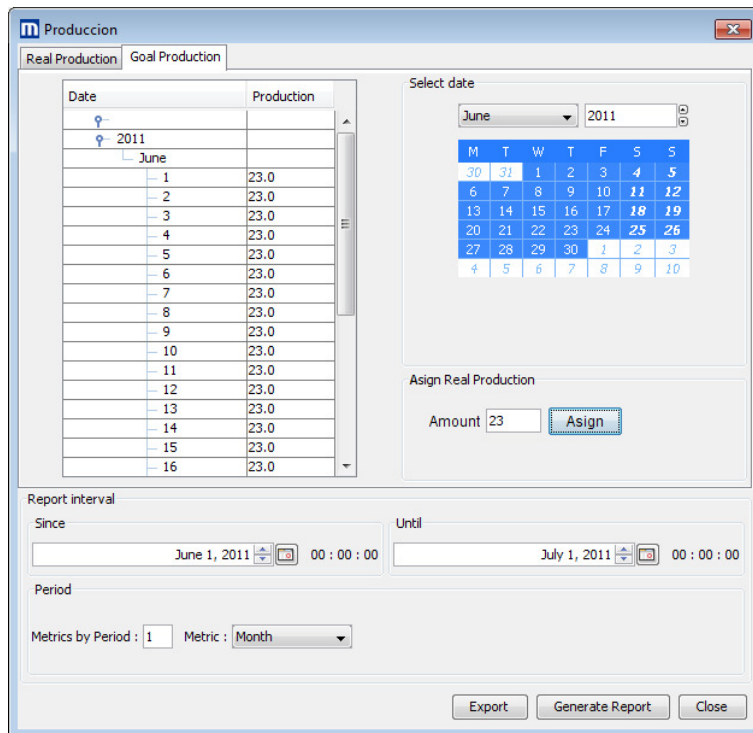 m Produccion
Real Production Goal Production
Date Production
2011
June
1 23.0
2 23.0
3 23.0
4 23.0
5 23.0
6 23.0
7 23.0
8 23.0
9 23.0
10 23.0
11 23.0
12 23.0
13 23.0
14 23.0
15 23.0
16 23.0
Select date
June 2011
M T W T F S S
30 31 1 2 3 4 5
6 7 8 9 10 11 12
13 14 15 16 17 18 19
20 21 22 23 24 25 26
27 28 29 30 1 2 3
4 5 6 7 8 9 10
Asign Real Production
Amount 23 Asign
Report interval
Since
June 1, 2011 00 : 00 : 00
Until
July 1, 2011 00 : 00 : 00
Period
Metrics by Period : 1 Metric : Month
Export Generate Report Close